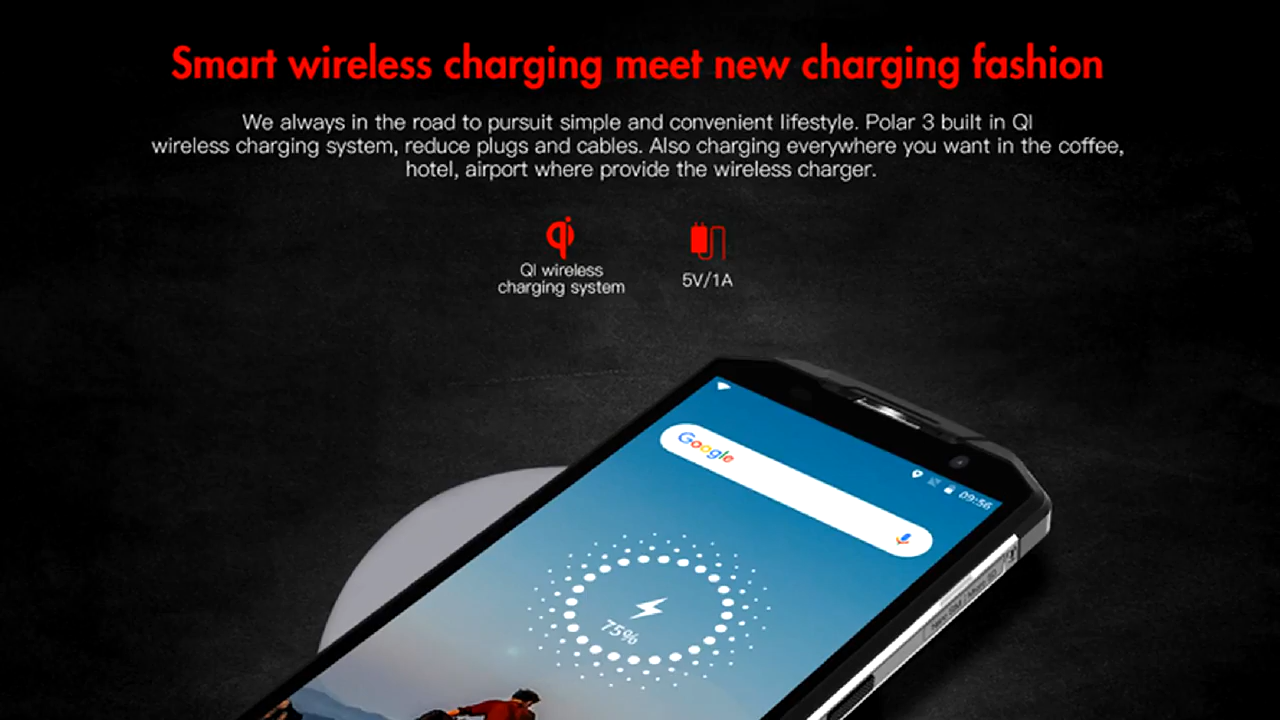 Smart wireless charging meet new charging fashion
We always in the road to pursuit simple and convenient lifestyle. Polar 3 built in QI
wireless charging system, reduce plugs and cables. Also charging everywhere you want in the coffee,
hotel, airport where provide the wireless charger.
qi
QI wireless
charging system
5V/1A
Google
09:56
75%